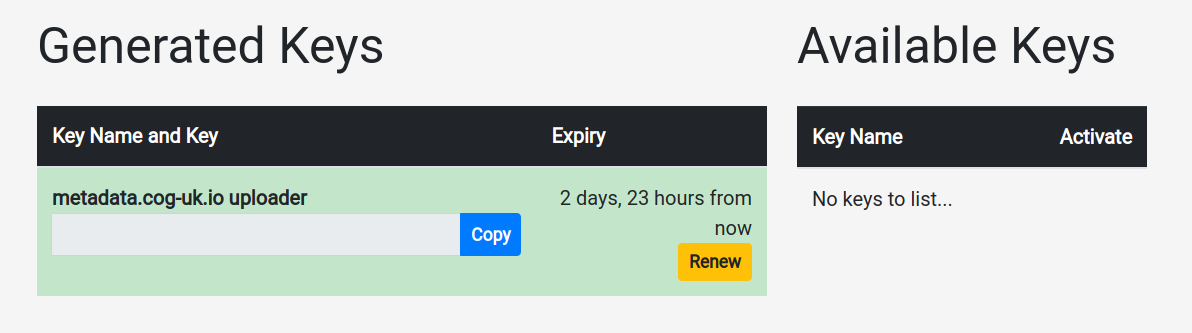 Generated Keys
Key Name and Key Expiry
metadata.cog-uk.io uploader 2 days, 23 hours from
now
Copy
Renew
Available Keys
Key Name Activate
No keys to list...